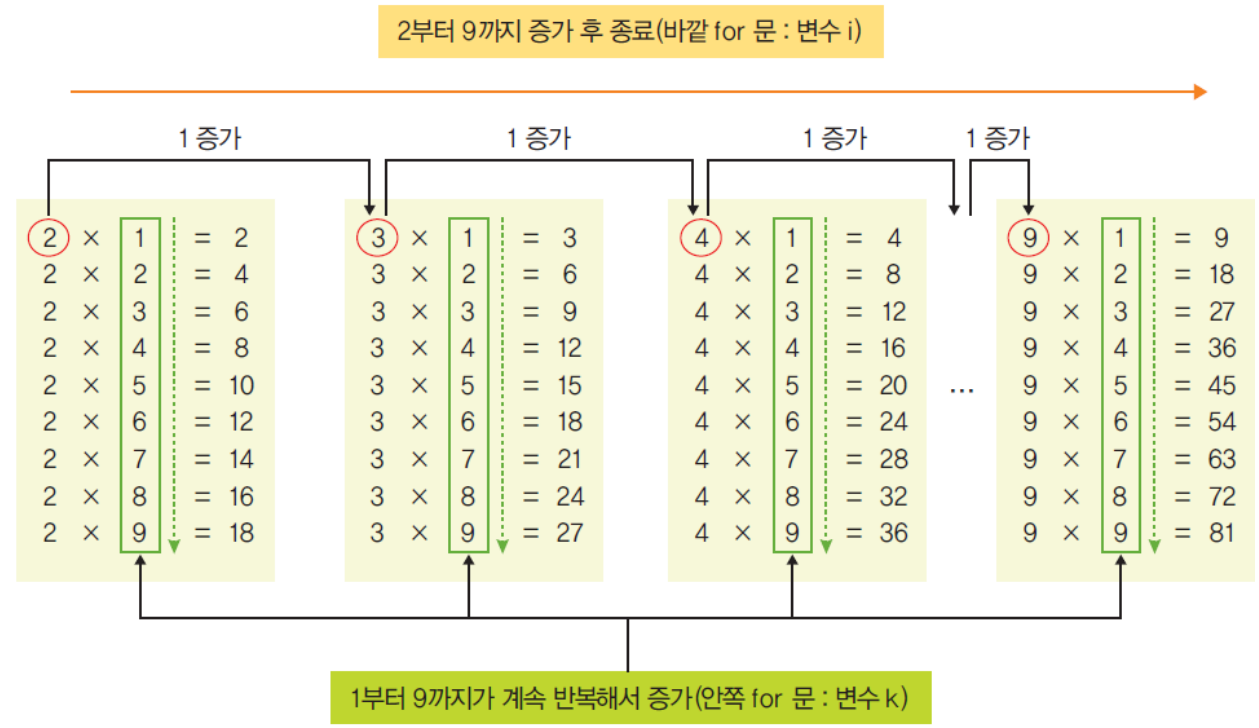 2부터 9까지 증가 후 종료(바깥 for 문 : 변수 i)
1 증가 1 증가 1 증가 1 증가
2 × 1 = 2 3 × 1 = 3 4 × 1 = 4 9 × 1 = 9
2 × 2 = 4 3 × 2 = 6 4 × 2 = 8 9 × 2 = 18
2 × 3 = 6 3 × 3 = 9 4 × 3 = 12 9 × 3 = 27
2 × 4 = 8 3 × 4 = 12 4 × 4 = 16 9 × 4 = 36
2 × 5 = 10 3 × 5 = 15 4 × 5 = 20 … 9 × 5 = 45
2 × 6 = 12 3 × 6 = 18 4 × 6 = 24 9 × 6 = 54
2 × 7 = 14 3 × 7 = 21 4 × 7 = 28 9 × 7 = 63
2 × 8 = 16 3 × 8 = 24 4 × 8 = 32 9 × 8 = 72
2 × 9 = 18 3 × 9 = 27 4 × 9 = 36 9 × 9 = 81
1부터 9까지가 계속 반복해서 증가(안쪽 for 문 : 변수 k)